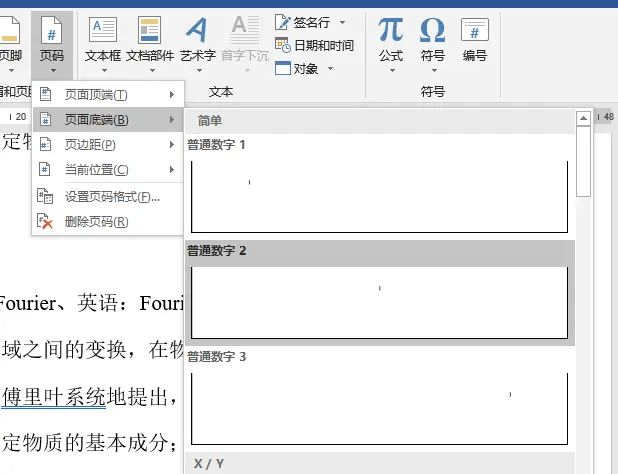 签名行
日期和时间
对象
页脚 页码 文本框 文档部件 艺术字 首字下沉 公式 符号 编号
眉和页脚 文本 符号
页面顶端(T)
页面底端(B)
页边距(P)
当前位置(C)
设置页码格式(F)...
删除页码(R)
20
48
简单
普通数字 1
普通数字 2
普通数字 3
X / Y
定物
Fourier、英语：Fouri
域之间的变换，在物
傅里叶系统地提出，
定物质的基本成分；